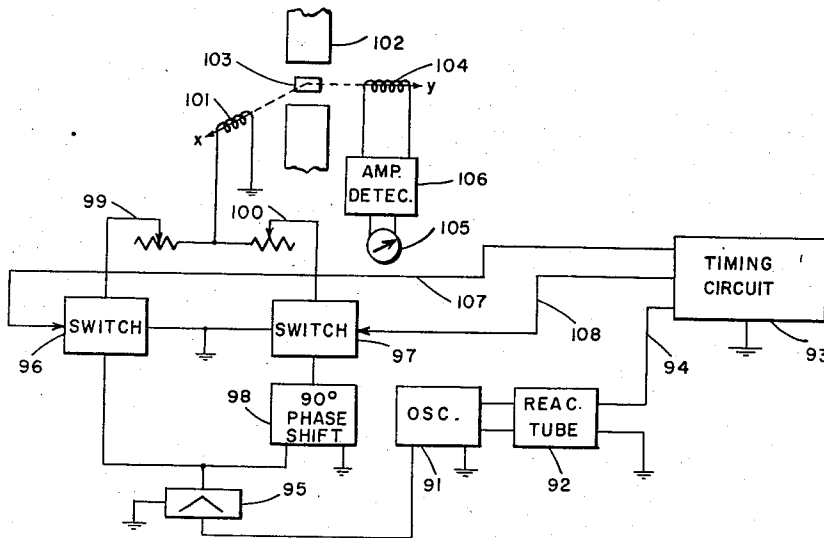 102
103
104
101
y
x
AMP.
DETEC.
106
99
100
105
TIMING
CIRCUIT
107
SWITCH
SWITCH
108
96
97
94
93
98
90°
PHASE
SHIFT
OSC.
REAC.
TUBE
95
91
92